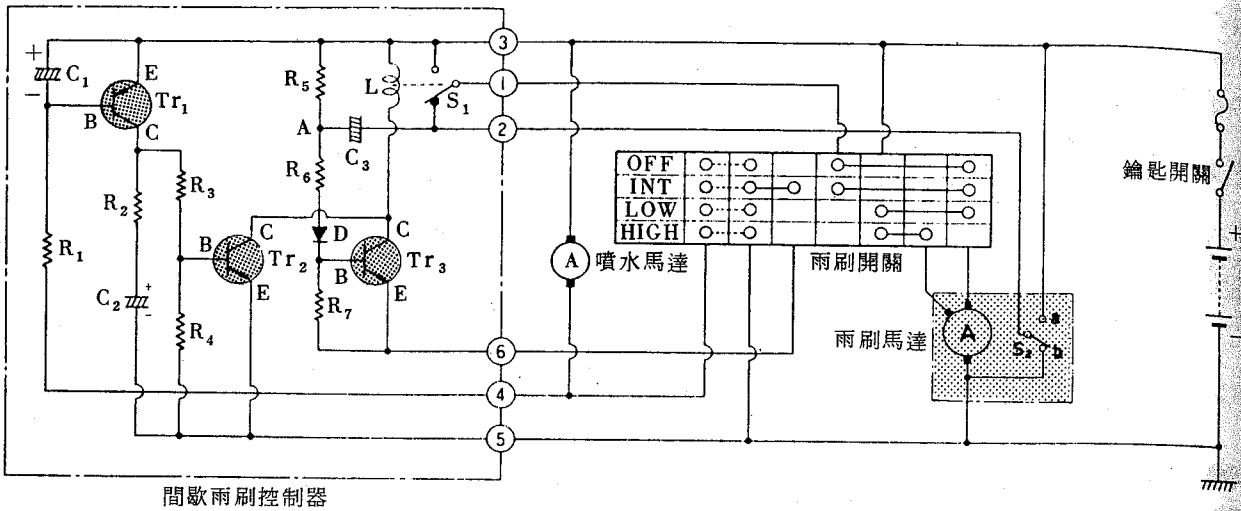 +
C1
−
B
E
Tr1
C
R1
R2
R3
C2
+
-
R4
B
C
Tr2
E
R5
A
C3
R6
D
R7
L
S1
B
C
Tr3
E
3
1
2
6
4
5
間歇雨刷控制器
OFF
INT
LOW
HIGH
A 噴水馬達
雨刷開關
雨刷馬達
A
S2
a
b
鑰匙開關
+
−